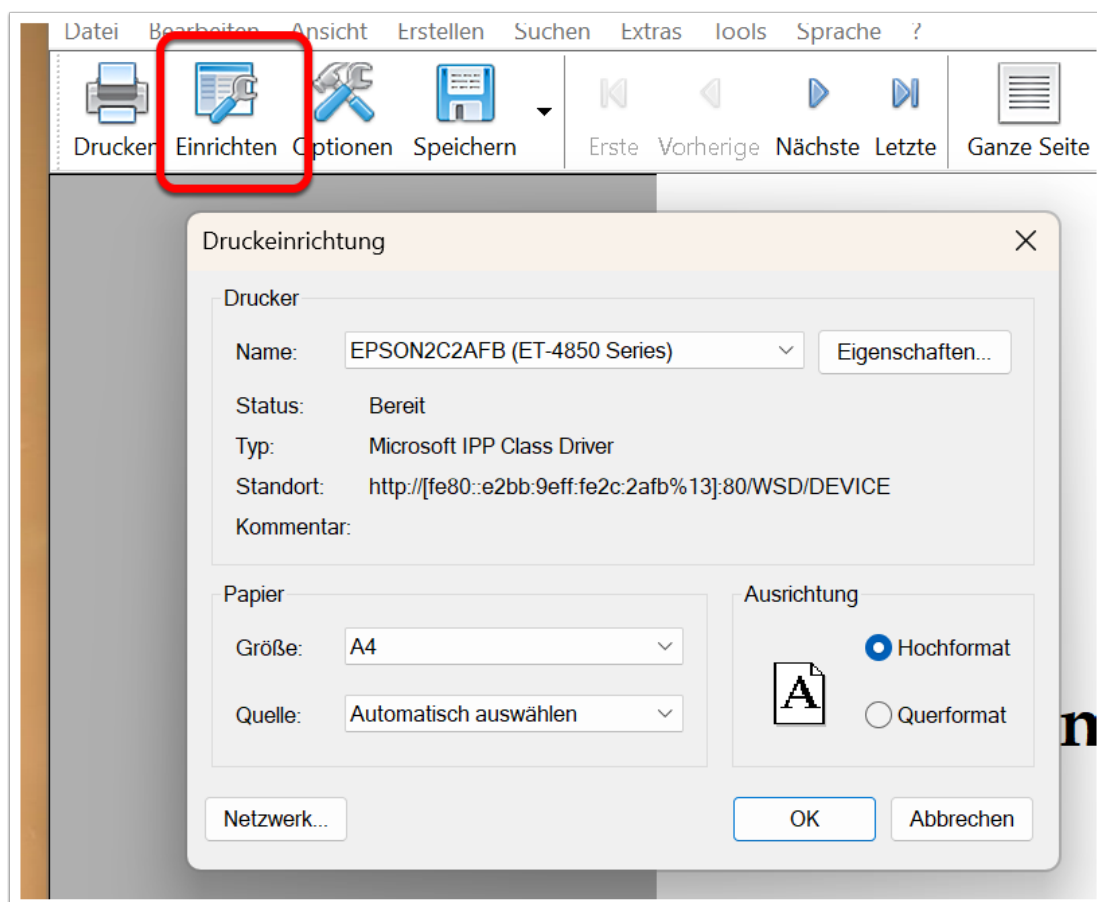 Datei Bearbeiten Ansicht Erstellen Suchen Extras Tools Sprache ?
Drucken Einrichten Optionen Speichern Erste Vorherige Nächste Letzte Ganze Seite
Druckeinrichtung
Drucker
Name: EPSON2C2AFB (ET-4850 Series) Eigenschaften...
Status: Bereit
Typ: Microsoft IPP Class Driver
Standort: http://[fe80::e2bb:9eff:fe2c:2afb%13]:80/WSD/DEVICE
Kommentar:
Papier
Ausrichtung
Größe: A4
Hochformat
A
Quelle: Automatisch auswählen
Querformat
Netzwerk... OK Abbrechen